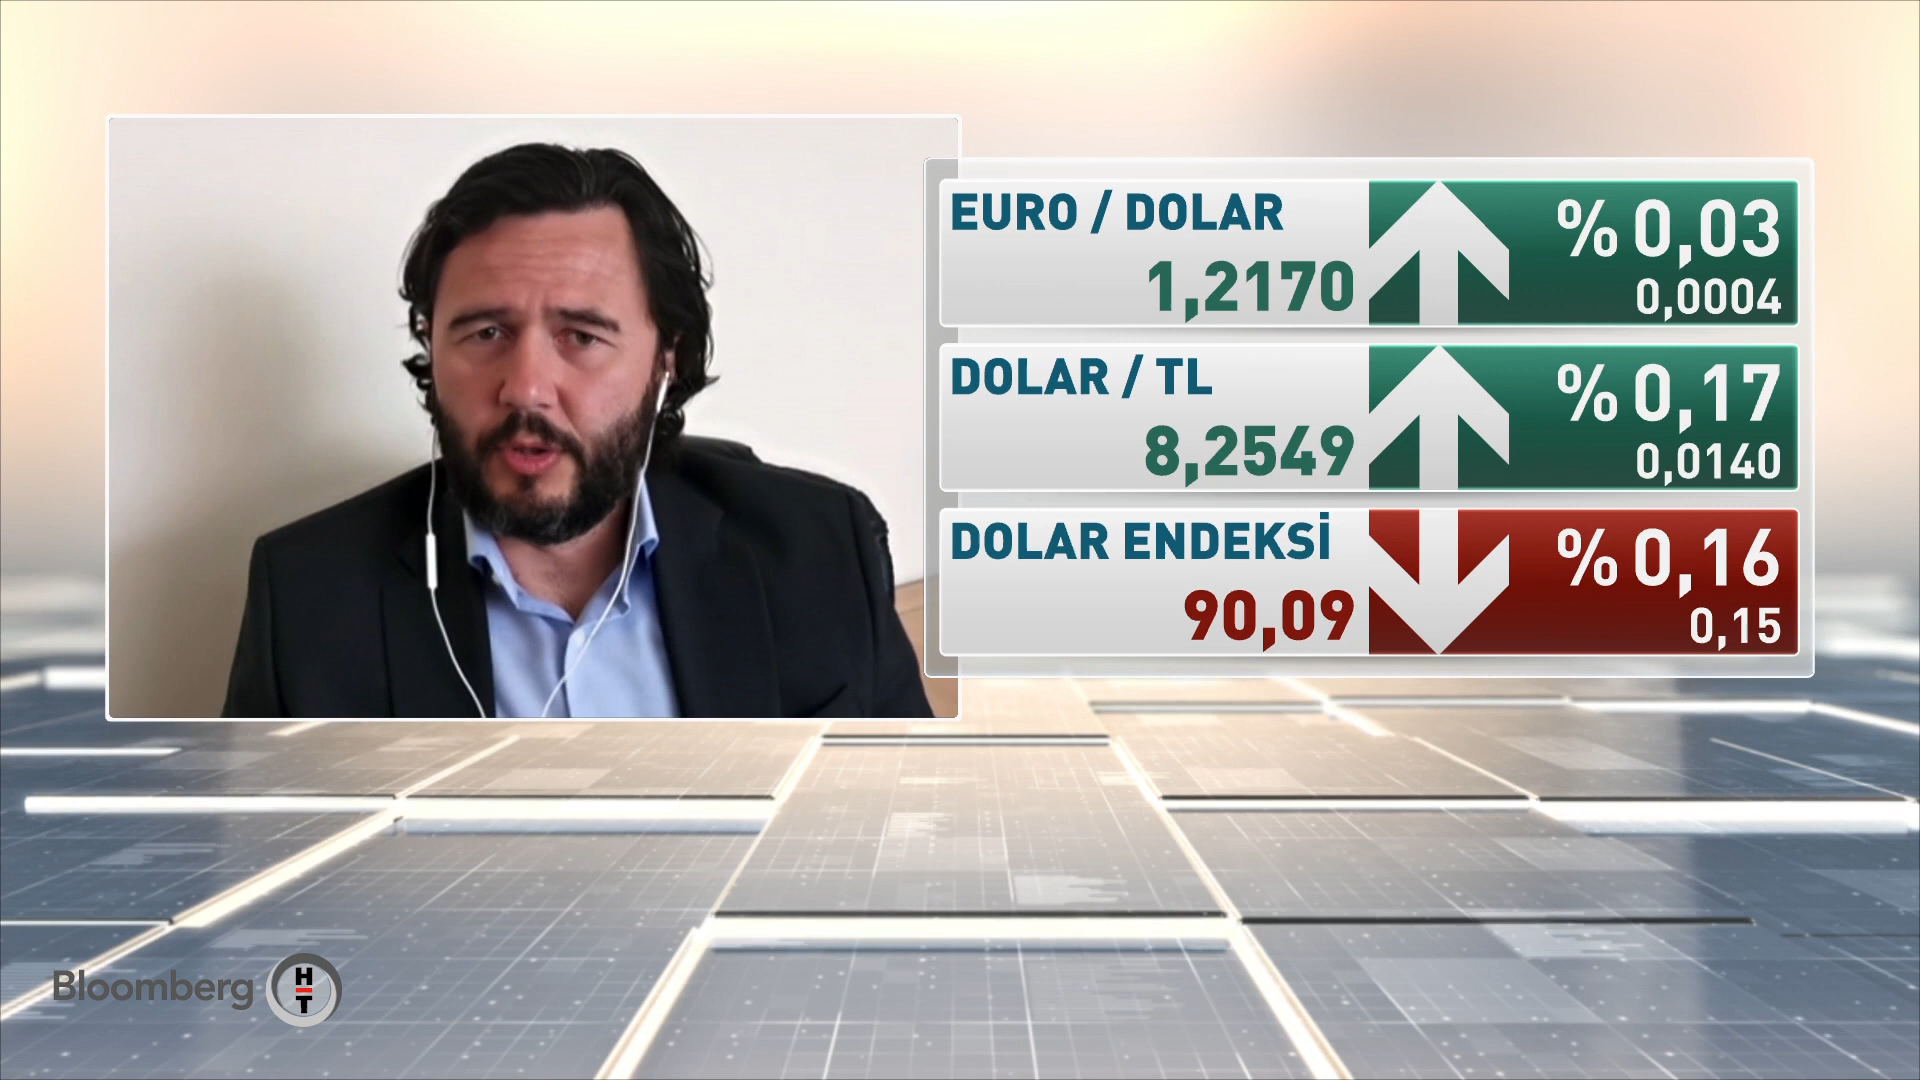 EURO / DOLAR
1,2170
% 0,03
0,0004
DOLAR / TL
8,2549
% 0,17
0,0140
DOLAR ENDEKSİ
90,09
% 0,16
0,15
Bloomberg HT